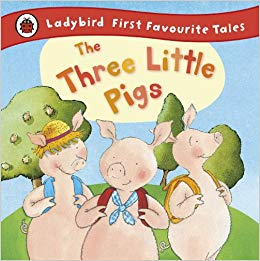 Ladybird First Favourite Tales
The
Three Little
Pigs